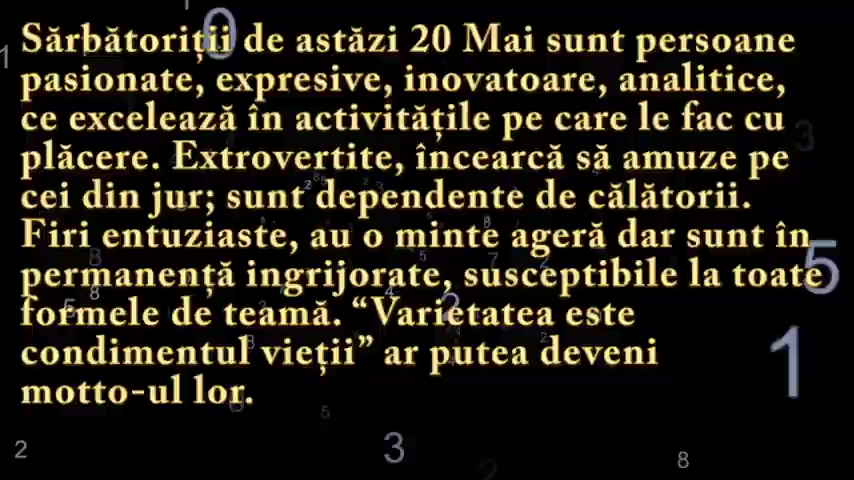 Sărbătoriții de astăzi 20 Mai sunt persoane
pasionate, expresive, inovatoare, analitice,
ce excelează în activitățile pe care le fac cu
plăcere. Extrovertite, încearcă să amuze pe
cei din jur; sunt dependente de călătorii.
Firi entuziaste, au o minte ageră dar sunt în
permanență ingrijorate, susceptibile la toate
formele de teamă. “Varietatea este
condimentul vieții” ar putea deveni
motto-ul lor.